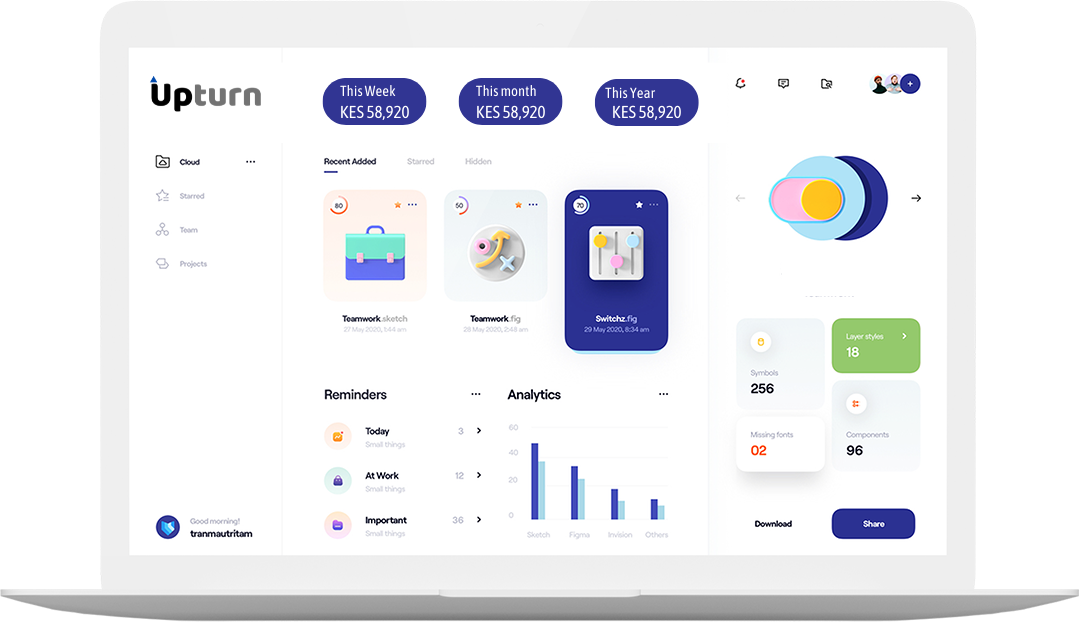 Upturn
This Week
KES 58,920
This month
KES 58,920
This Year
KES 58,920
Cloud
Starred
Team
Projects
Recent Added
Starred
Hidden
80
50
70
Teamwork.sketch
27 May 2020, 1:44 am
Teamwork.fig
28 May 2020, 2:48 am
Switchz.fig
29 May 2020, 8:34 am
Reminders
Today
Small things
3
At Work
Small things
12
Important
Small things
36
Analytics
60
40
20
0
Sketch
Figma
Invision
Others
Symbols
256
Layer styles
18
Missing fonts
02
Components
96
Download
Share
Good morning!
tranmautritam